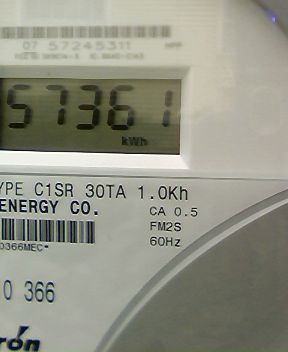 07 57245311
57361
kWh
YPE C1SR 30TA 1.0Kh
ENERGY CO.
CA 0.5
FM2S
60Hz
0366MEC*
0 366
rón